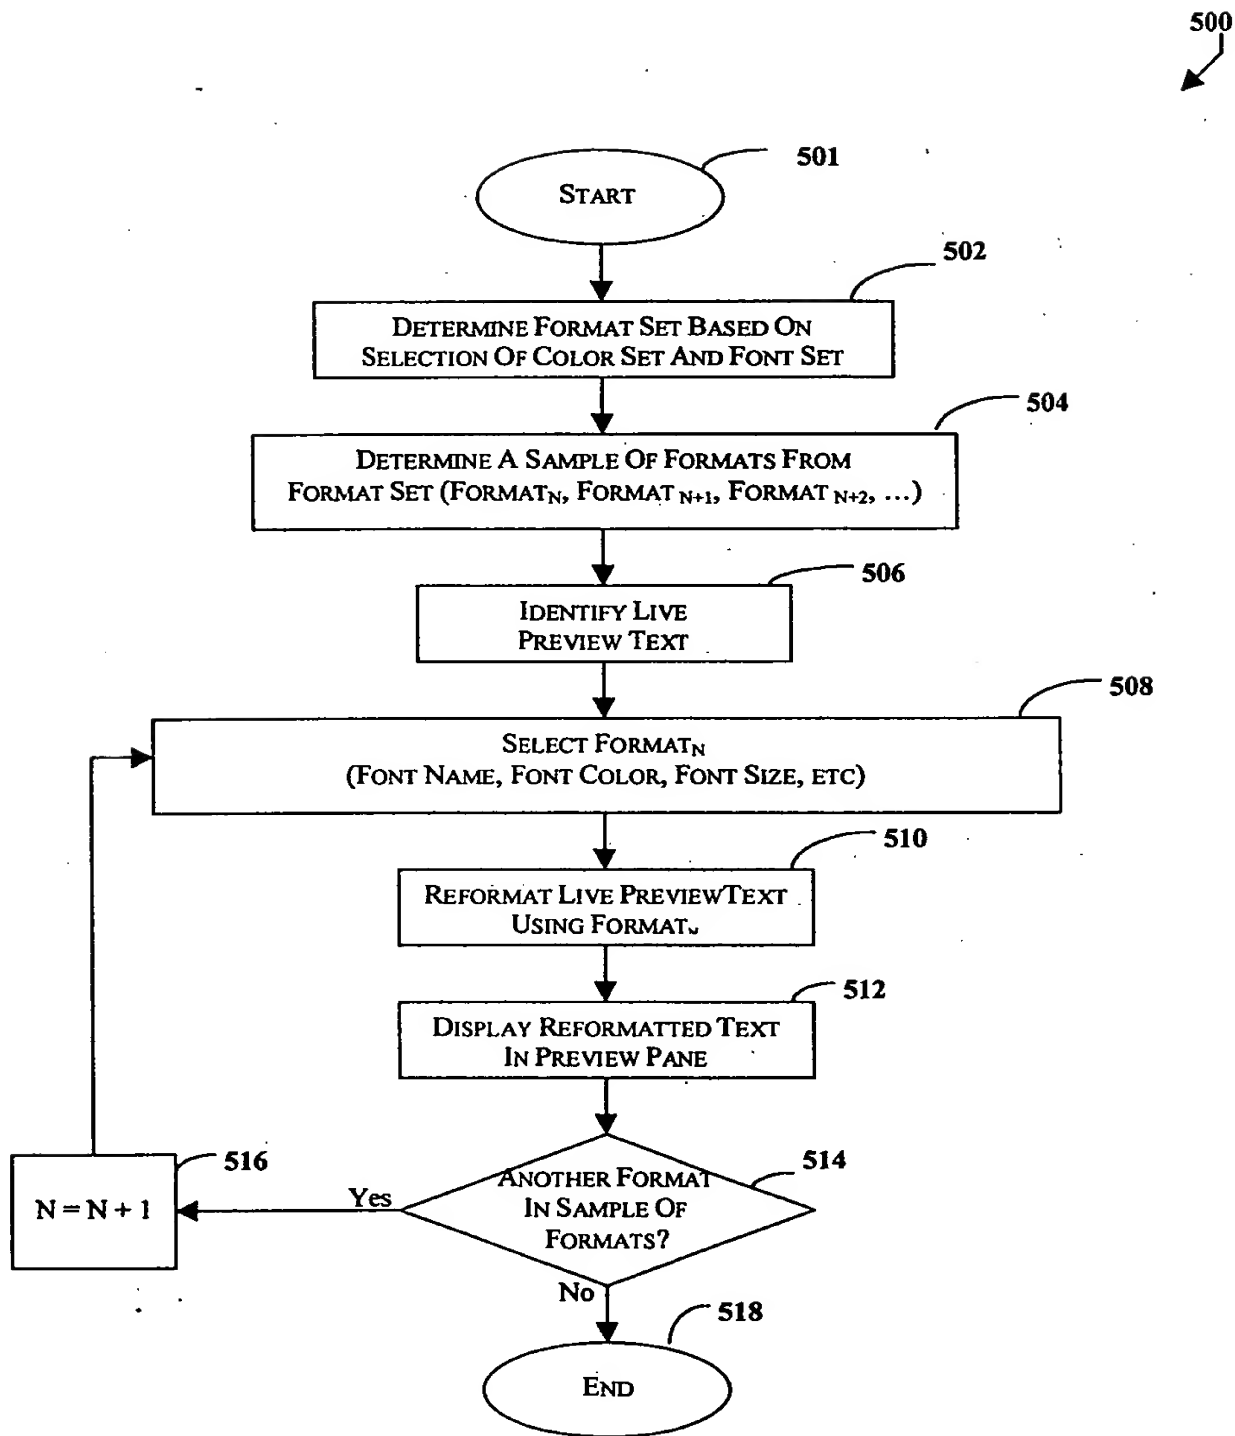 500
501
START
502
DETERMINE FORMAT SET BASED ON
SELECTION OF COLOR SET AND FONT SET
504
DETERMINE A SAMPLE OF FORMATS FROM
FORMAT SET (FORMAT N, FORMAT N+1, FORMAT N+2, ...)
506
IDENTIFY LIVE
PREVIEW TEXT
508
SELECT FORMAT N
(FONT NAME, FONT COLOR, FONT SIZE, ETC)
510
REFORMAT LIVE PREVIEWTEXT
USING FORMAT
512
DISPLAY REFORMATTED TEXT
IN PREVIEW PANE
514
ANOTHER FORMAT
IN SAMPLE OF
FORMATS?
516
N = N + 1
Yes
No
518
END